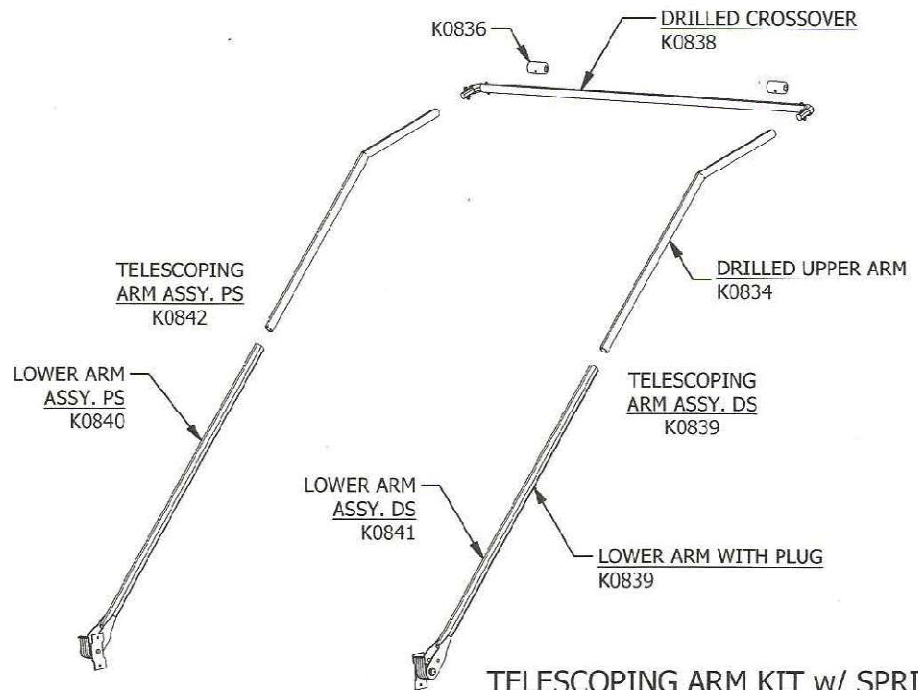 K0836
DRILLED CROSSOVER
K0838
TELESCOPING
ARM ASSY. PS
K0842
DRILLED UPPER ARM
K0834
LOWER ARM
ASSY. PS
K0840
TELESCOPING
ARM ASSY. DS
K0839
LOWER ARM
ASSY. DS
K0841
LOWER ARM WITH PLUG
K0839
TELESCOPING ARM KIT w/ SPRI